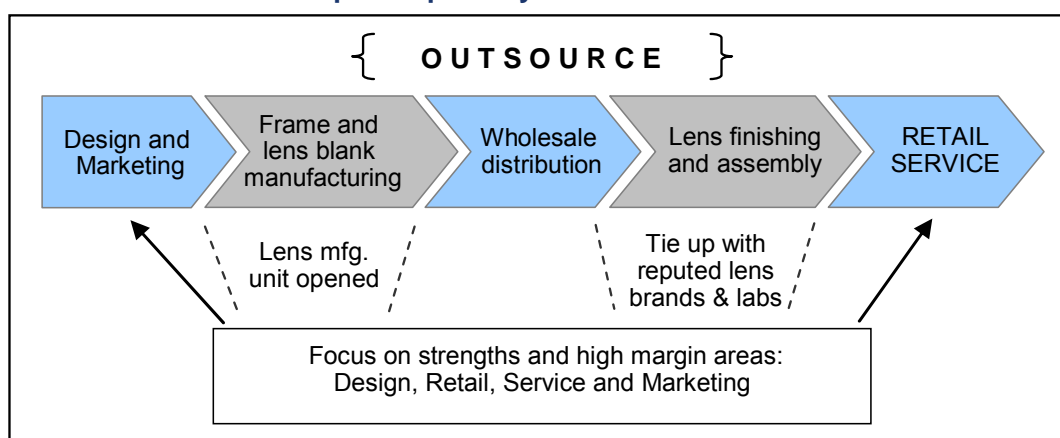 { O U T S O U R C E }
Design and
Marketing
Frame and
lens blank
manufacturing
Wholesale
distribution
Lens finishing
and assembly
RETAIL
SERVICE
Lens mfg.
unit opened
Tie up with
reputed lens
brands & labs
Focus on strengths and high margin areas:
Design, Retail, Service and Marketing